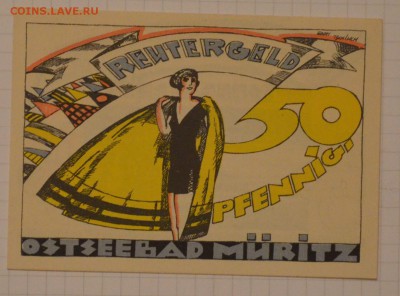 COINS.LAVE.RU
REUTERGELD
50
PFENNIG.
OSTSEEBAD MÜRITZ